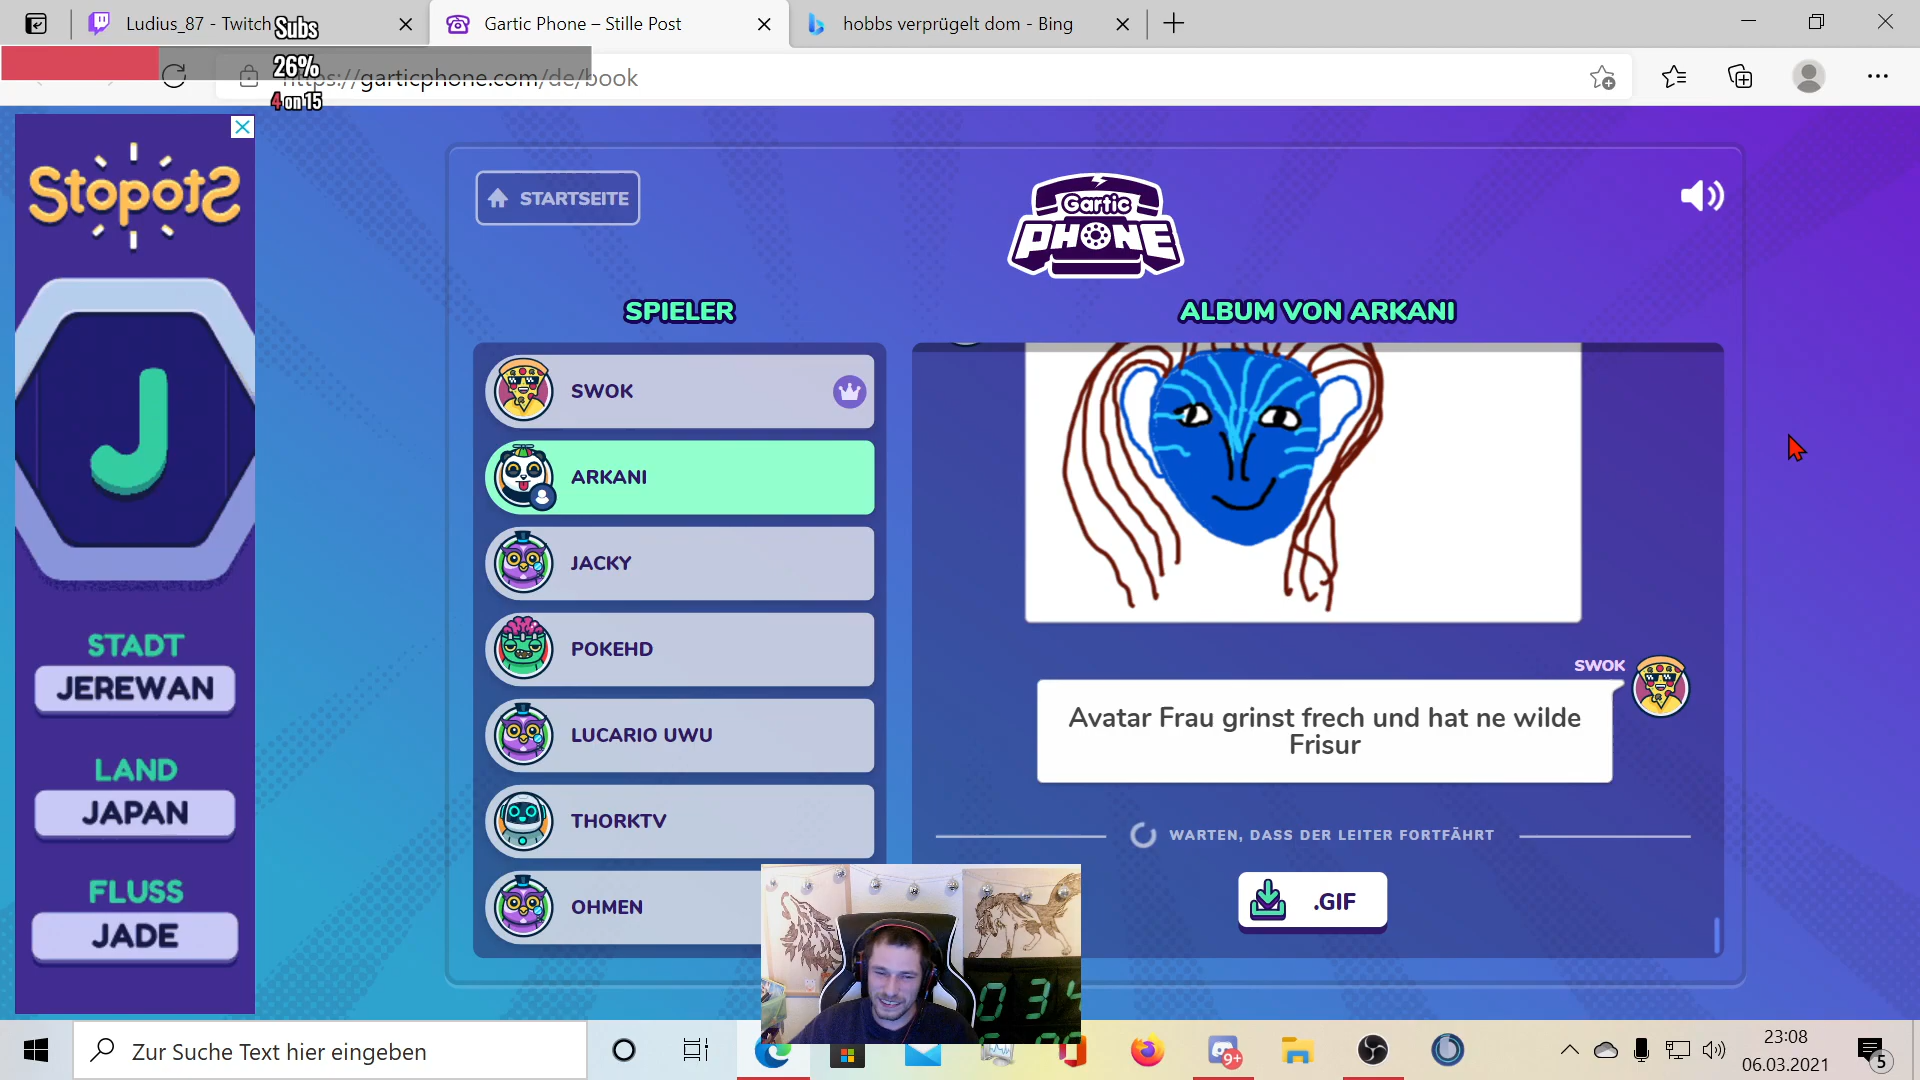 Ludius_87 - Twitch
Gartic Phone – Stille Post
hobbs verprügelt dom - Bing
Subs
26%
4 on 15
https://garticphone.com/de/book
StopotS
J
STADT
JEREWAN
LAND
JAPAN
FLUSS
JADE
STARTSEITE
Gartic
PHONE
SPIELER
SWOK
ARKANI
JACKY
POKEHD
LUCARIO UWU
THORKTV
OHMEN
ALBUM VON ARKANI
SWOK
Avatar Frau grinst frech und hat ne wilde
Frisur
WARTEN, DASS DER LEITER FORTFÄHRT
.GIF
Zur Suche Text hier eingeben
9+
23:08
06.03.2021
5